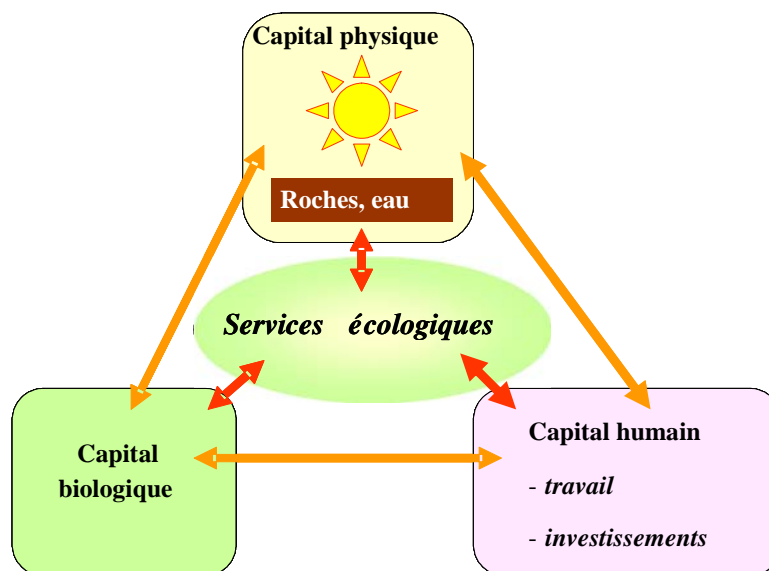 Capital physique
Roches, eau
Services écologiques
Capital
biologique
Capital humain
- travail
- investissements